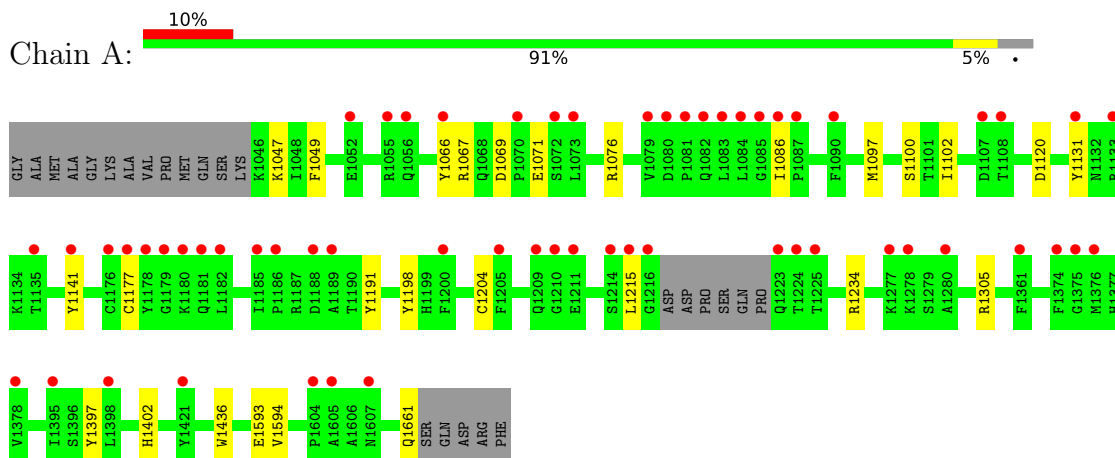 10%
Chain A:
91%
5%
•
GLY ALA MET ALA GLY LYS ALA VAL PRO MET GLN SER LYS K1046 K1047 I1048 F1049 E1052 R1055 Q1056 Y1066 R1067 Q1068 D1069 P1070 E1071 S1072 L1073 R1076 V1079 D1080 P1081 Q1082 L1083 L1084 G1085 I1086 P1087 F1090 M1097 S1100 T1101 I1102 D1107 T1108 D1120 Y1131 N1132
K1134 T1135 Y1141 C1176 C1177 Y1178 G1179 K1180 Q1181 L1182 I1185 P1186 R1187 D1188 A1189 T1190 Y1191 Y1198 H1199 F1200 C1204 F1205 Q1209 G1210 E1211 S1214 L1215 G1216 ASP ASP PRO SER GLN PRO Q1223 T1224 T1225 R1234 K1277 K1278 S1279 A1280 R1305 F1361 F1374 G1375 M1376 H1377
V1378 I1395 S1396 Y1397 L1398 H1402 Y1421 W1436 E1593 V1594 P1604 A1605 A1606 N1607 Q1661 SER GLN ASP ARG PHE